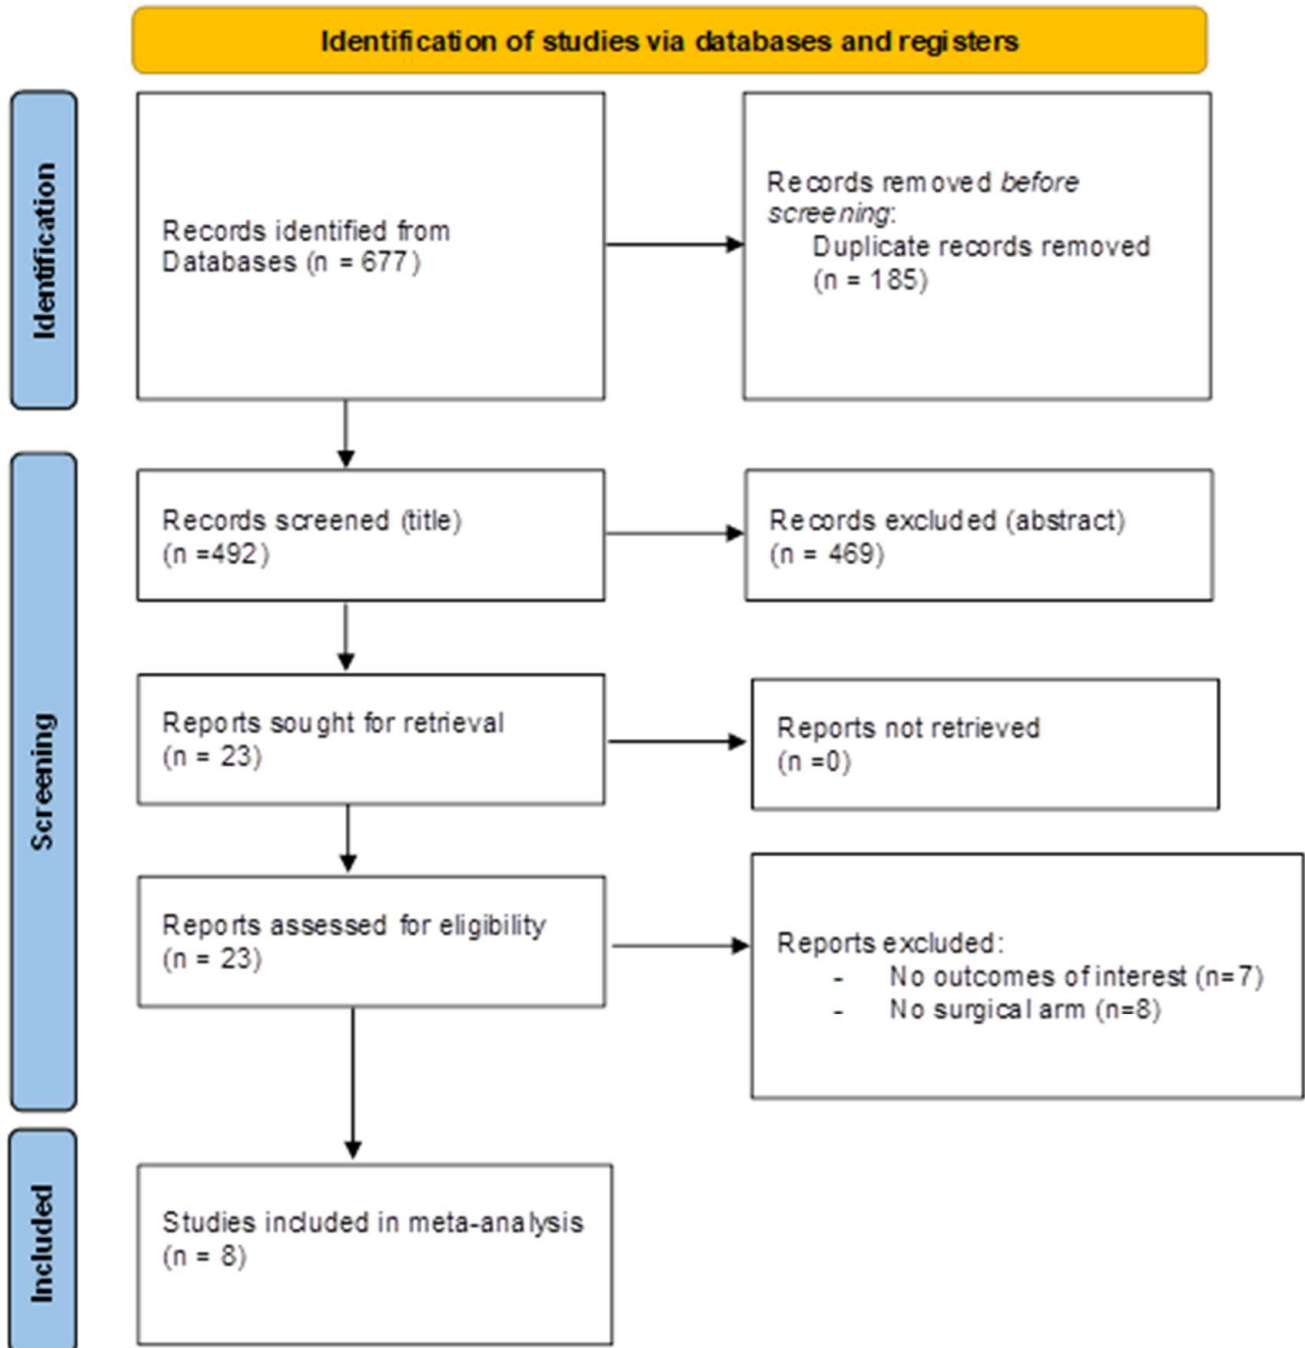 Identification of studies via databases and registers
Identification
Records identified from
Databases (n = 677)
Records removed before
screening:
Duplicate records removed
(n = 185)
Screening
Records screened (title)
(n =492)
Records excluded (abstract)
(n = 469)
Reports sought for retrieval
(n = 23)
Reports not retrieved
(n =0)
Reports assessed for eligibility
(n = 23)
Reports excluded:
- No outcomes of interest (n=7)
- No surgical arm (n=8)
Included
Studies included in meta-analysis
(n = 8)